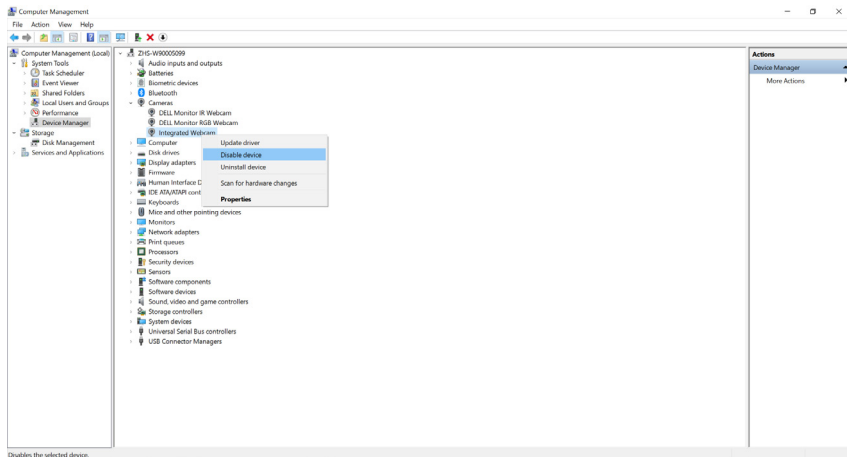 Computer Management
File Action View Help
Computer Management (Local)
System Tools
Task Scheduler
Event Viewer
Shared Folders
Local Users and Groups
Performance
Device Manager
Storage
Disk Management
Services and Applications
ZHS-W90005099
Audio inputs and outputs
Batteries
Biometric devices
Bluetooth
Cameras
DELL Monitor IR Webcam
DELL Monitor RGB Webcam
Integrated Webcam
Computer
Disk drives
Display adapters
Firmware
Human Interface D
IDE ATA/ATAPI cont
Keyboards
Mice and other pointing devices
Monitors
Network adapters
Print queues
Processors
Security devices
Sensors
Software components
Software devices
Sound, video and game controllers
Storage controllers
System devices
Universal Serial Bus controllers
USB Connector Managers
Update driver
Disable device
Uninstall device
Scan for hardware changes
Properties
Actions
Device Manager
More Actions
Disables the selected device.